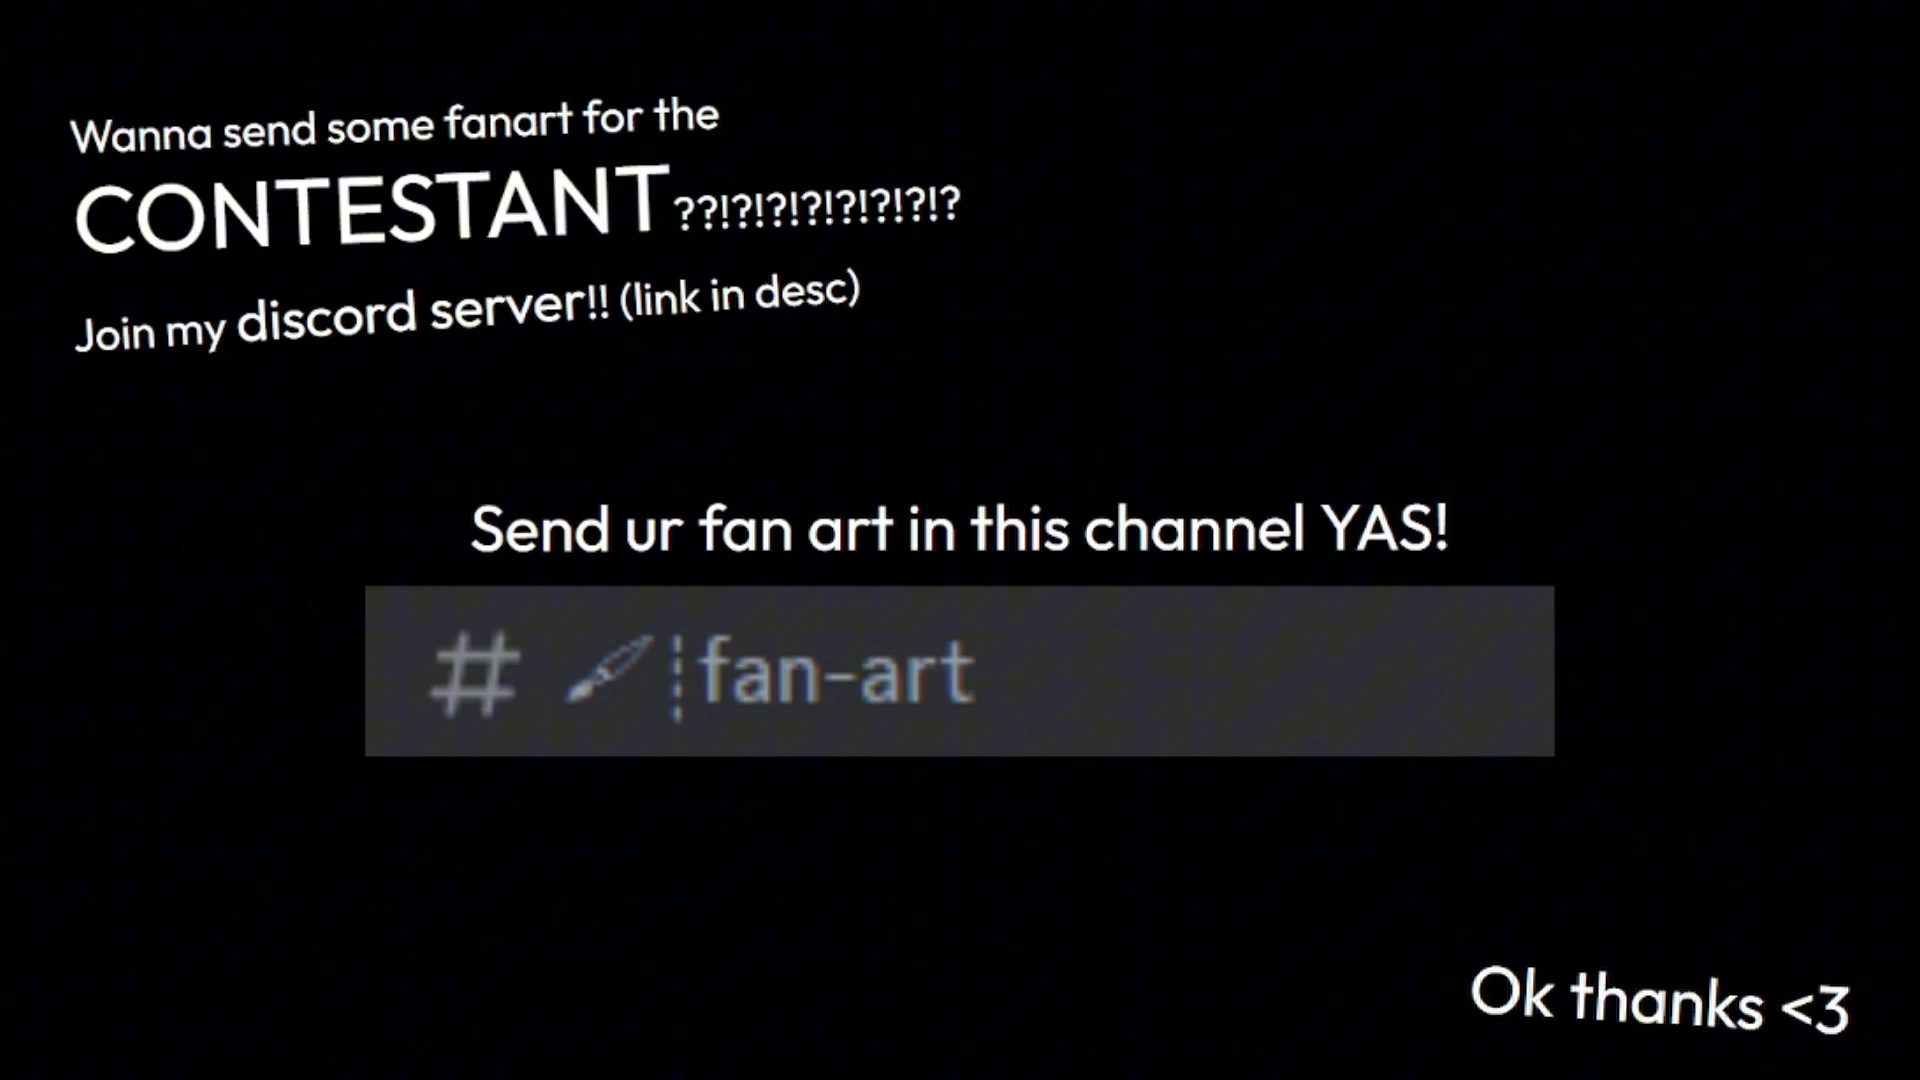 Wanna send some fanart for the
CONTESTANT??!?!?!?!?!?!?!?
Join my discord server!! (link in desc)
Send ur fan art in this channel YAS!
# 🖌┊fan-art
Ok thanks <3